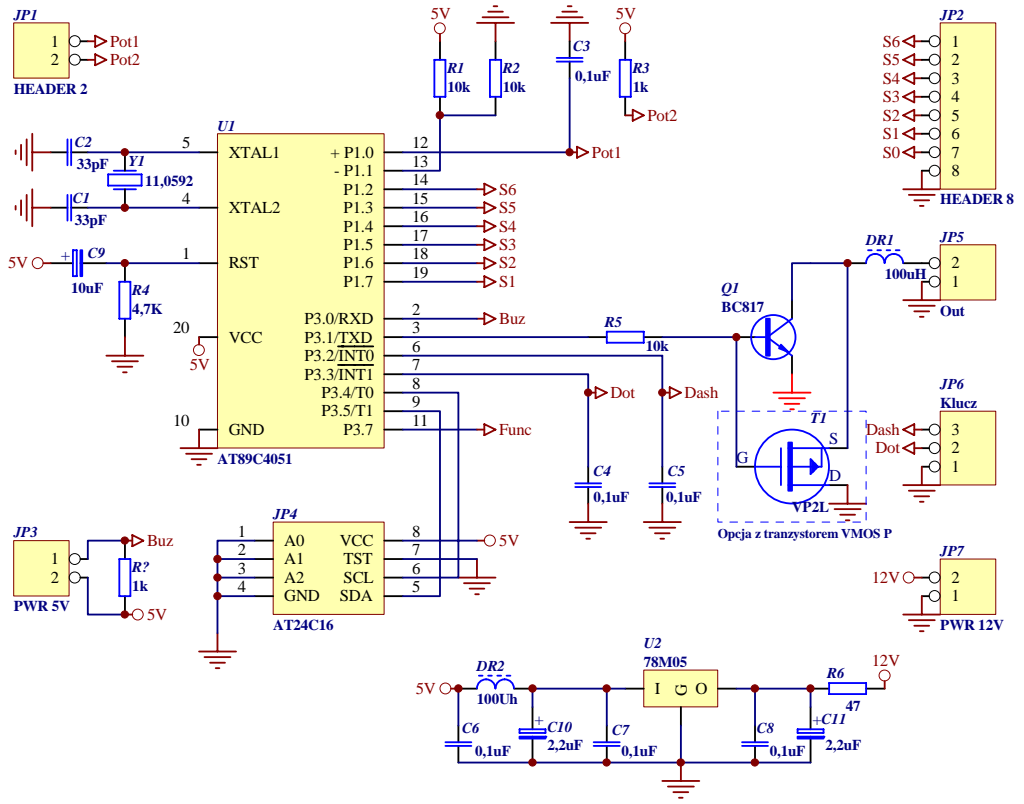 JP1
1 Pot1
2 Pot2
HEADER 2
5V
R1
10k
R2
10k
C3
0,1uF
5V
R3
1k
Pot2
JP2
S6 1
S5 2
S4 3
S3 4
S2 5
S1 6
S0 7
8
HEADER 8
U1
C2
33pF
Y1
11,0592
C1
33pF
5 XTAL1
4 XTAL2
5V
+
C9
10uF
R4
4,7K
1 RST
20 VCC
5V
10 GND
+ P1.0 12 Pot1
- P1.1 13
P1.2 14 S6
P1.3 15 S5
P1.4 16 S4
P1.5 17 S3
P1.6 18 S2
P1.7 19 S1
P3.0/RXD 2 Buz
P3.1/TXD 3
P3.2/INT0 6
P3.3/INT1 7
P3.4/T0 8
P3.5/T1 9
P3.7 11 Func
AT89C4051
R5
10k
Dot
Dash
C4
0,1uF
C5
0,1uF
Q1
BC817
DR1
100uH
JP5
2
1
Out
T1
G
S
D
VP2L
Opcja z tranzystorem VMOS P
JP6
Klucz
Dash 3
Dot 2
1
JP3
1 Buz
2
PWR 5V
R?
1k
5V
JP4
1 A0
2 A1
3 A2
4 GND
VCC 8 5V
TST 7
SCL 6
SDA 5
AT24C16
JP7
12V 2
1
PWR 12V
U2
78M05
I G O
5V
DR2
100Uh
C6
0,1uF
+
C10
2,2uF
C7
0,1uF
C8
0,1uF
+
C11
2,2uF
R6
47
12V